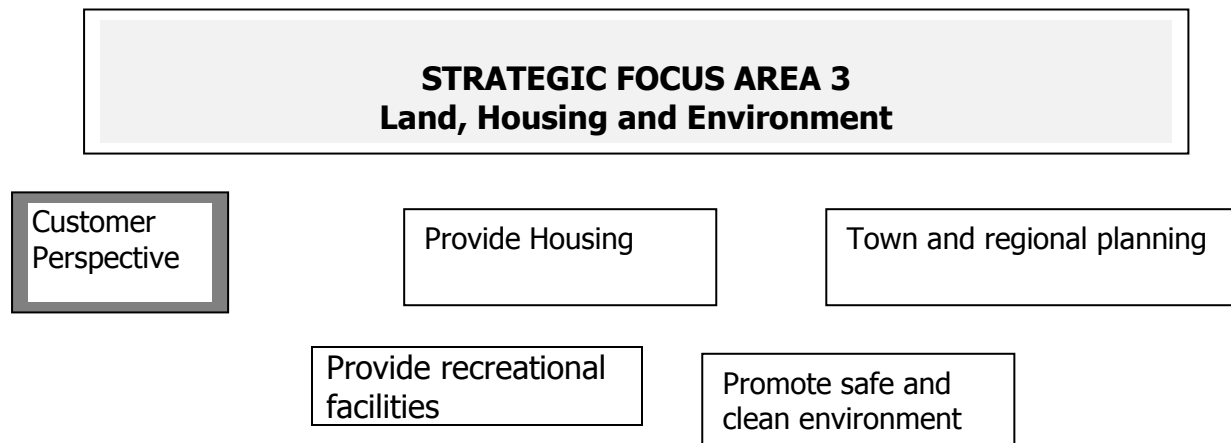 STRATEGIC FOCUS AREA 3
Land, Housing and Environment
Customer
Perspective
Provide Housing
Town and regional planning
Provide recreational
facilities
Promote safe and
clean environment